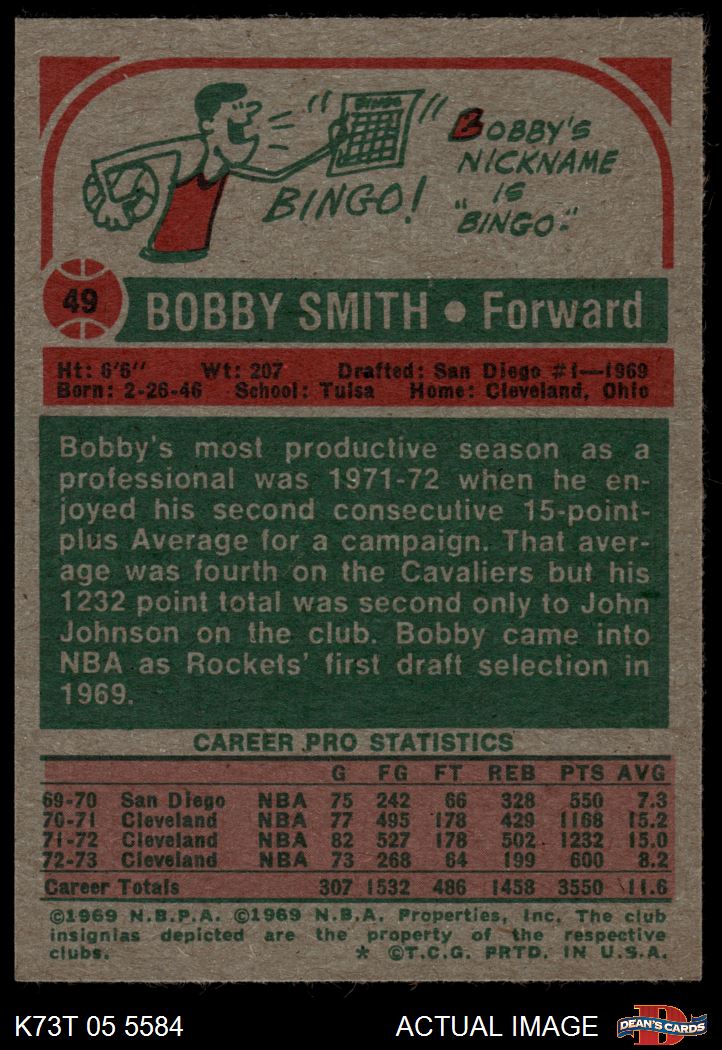 BINGO
BOBBY'S
NICKNAME
IS
"BINGO."
BINGO!
49
BOBBY SMITH • Forward
Ht: 6'6" Wt: 207 Drafted: San Diego #1—1969
Born: 2-26-46 School: Tulsa Home: Cleveland, Ohio
Bobby's most productive season as a
professional was 1971-72 when he en-
joyed his second consecutive 15-point-
plus Average for a campaign. That aver-
age was fourth on the Cavaliers but his
1232 point total was second only to John
Johnson on the club. Bobby came into
NBA as Rockets' first draft selection in
1969.
CAREER PRO STATISTICS
G FG FT REB PTS AVG
69-70 San Diego NBA 75 242 66 328 550 7.3
70-71 Cleveland NBA 77 495 178 429 1168 15.2
71-72 Cleveland NBA 82 527 178 502 1232 15.0
72-73 Cleveland NBA 73 268 64 199 600 8.2
Career Totals 307 1532 486 1458 3550 11.6
©1969 N.B.P.A. ©1969 N.B.A. Properties, Inc. The club
insignias depicted are the property of the respective
clubs. * ©T.C.G. PRTD. IN U.S.A.
K73T 05 5584 ACTUAL IMAGE D DEAN'S CARDS